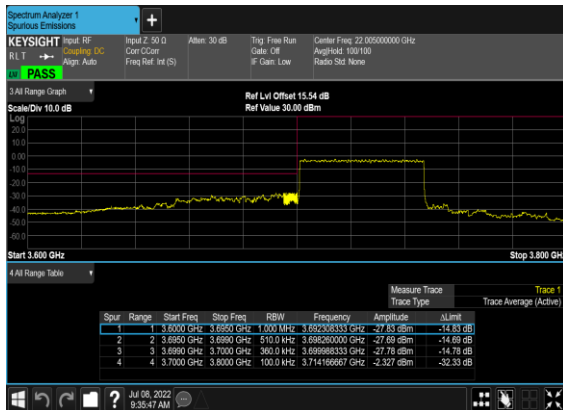 Spectrum Analyzer 1
Spurious Emissions
KEYSIGHT Input: RF Input Z: 50 Ω Atten: 30 dB Trig: Free Run Center Freq: 22.005000000 GHz
RLT Coupling: DC Corr CCorr Gate: Off Avg|Hold: 100/100
Align: Auto Freq Ref: Int (S) IF Gain: Low Radio Std: None
PASS
3 All Range Graph
Ref Lvl Offset 15.54 dB
Scale/Div 10.0 dB Ref Value 30.00 dBm
Log
20.0
10.0
0.00
-10.0
-20.0
-30.0
-40.0
-50.0
-60.0
Start 3.600 GHz Stop 3.800 GHz
4 All Range Table
Measure Trace Trace 1
Trace Type Trace Average (Active)
Spur Range Start Freq Stop Freq RBW Frequency Amplitude ΔLimit
1 1 3.6000 GHz 3.6950 GHz 1.000 MHz 3.692308333 GHz -27.83 dBm -14.83 dB
2 2 3.6950 GHz 3.6990 GHz 510.0 kHz 3.698260000 GHz -27.69 dBm -14.69 dB
3 3 3.6990 GHz 3.7000 GHz 360.0 kHz 3.699988333 GHz -27.78 dBm -14.78 dB
4 4 3.7000 GHz 3.8000 GHz 100.0 kHz 3.714166667 GHz -2.327 dBm -32.33 dB
?
Jul 08, 2022
9:35:47 AM